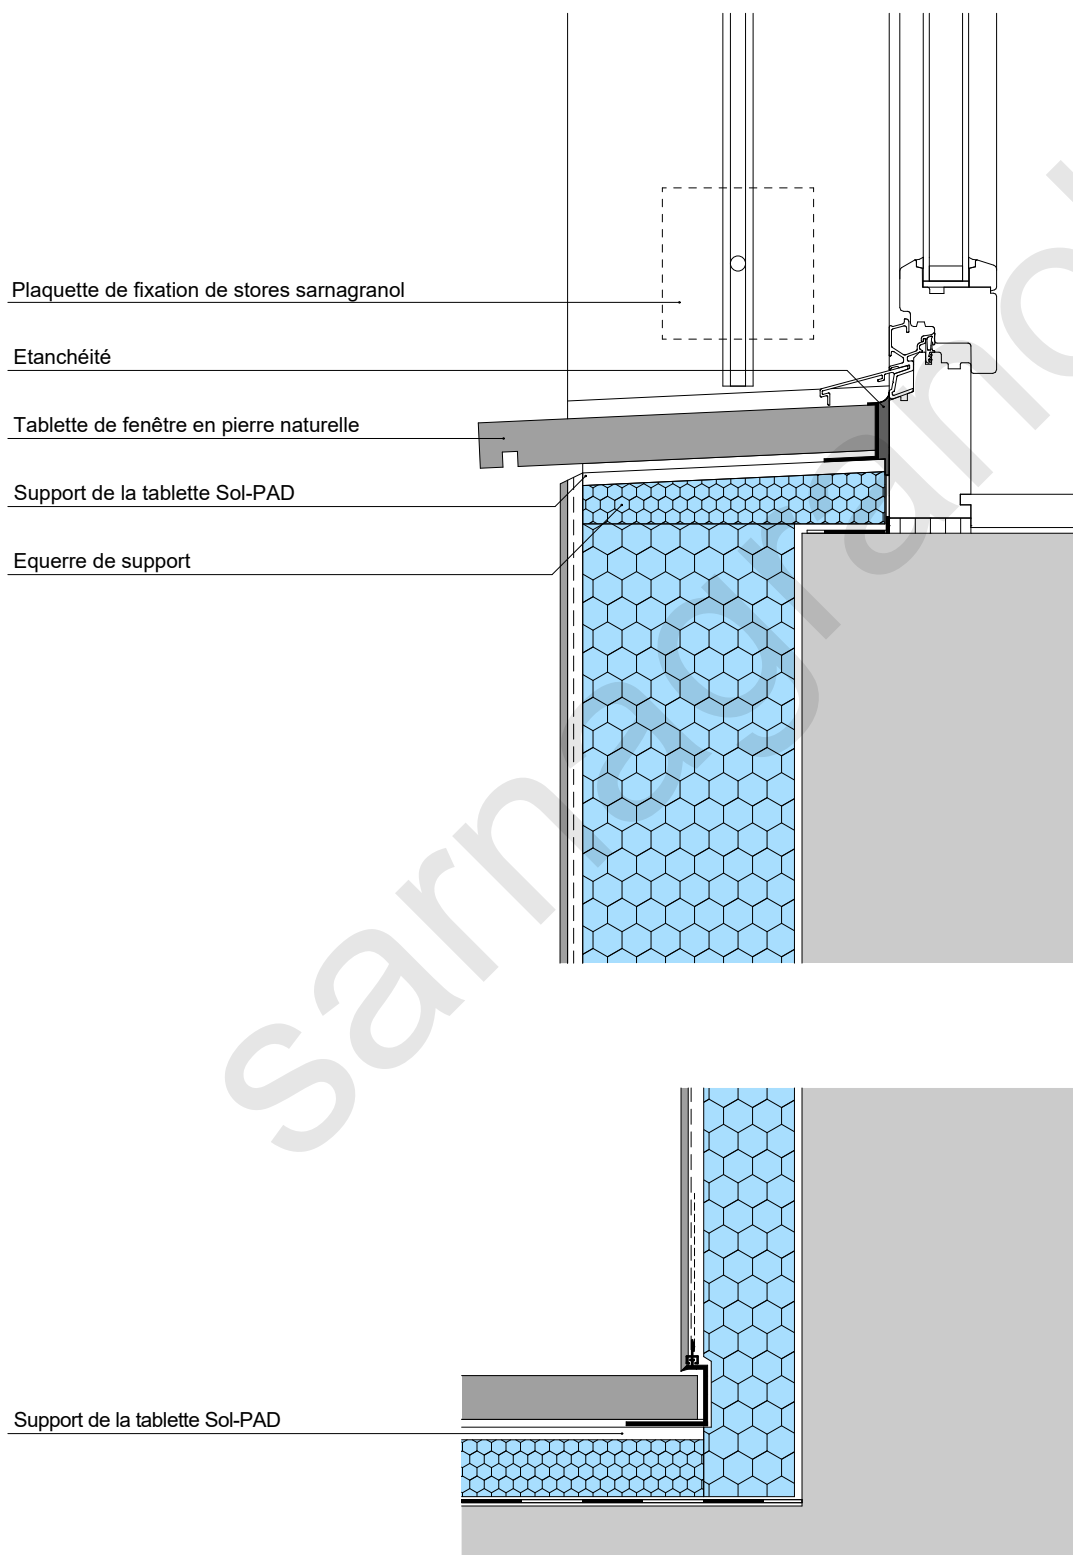 Plaquette de fixation de stores sarnagranol
Etanchéité
Tablette de fenêtre en pierre naturelle
Support de la tablette Sol-PAD
Equerre de support
Support de la tablette Sol-PAD